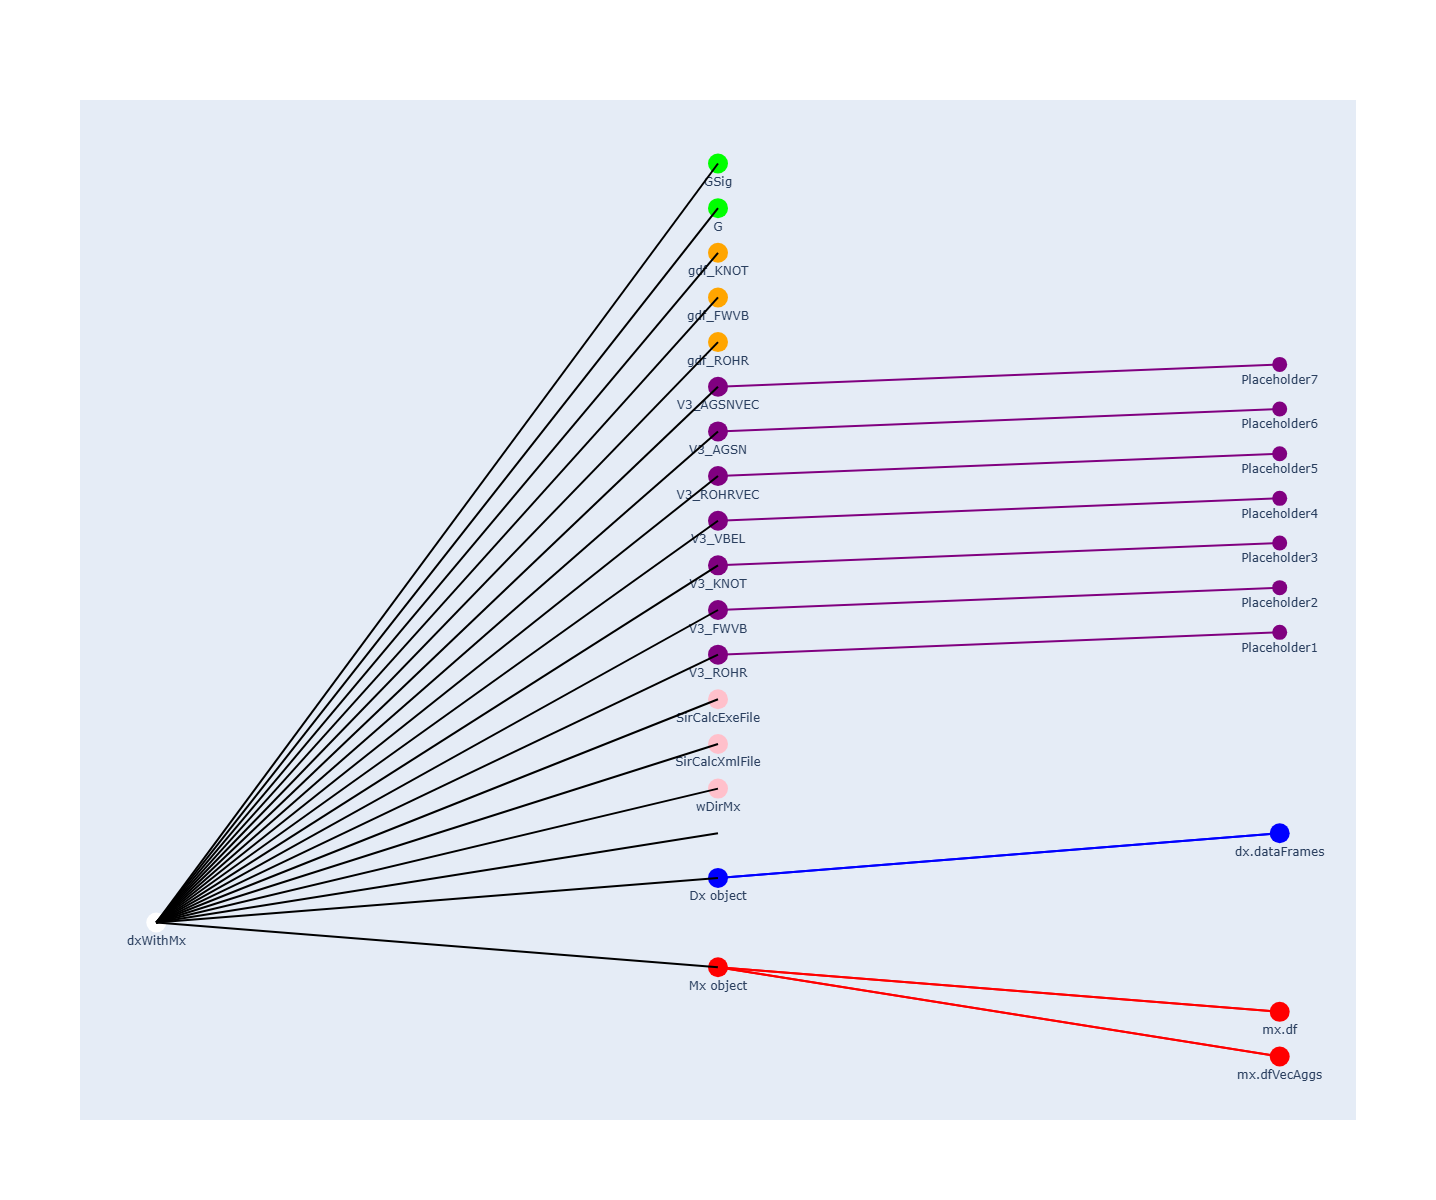 GSig
G
gdf_KNOT
gdf_FWVB
gdf_ROHR
Placeholder7
V3_AGSNVEC
Placeholder6
V3_AGSN
Placeholder5
V3_ROHRVEC
Placeholder4
V3_VBEL
Placeholder3
V3_KNOT
Placeholder2
V3_FWVB
Placeholder1
V3_ROHR
SirCalcExeFile
SirCalcXmlFile
wDirMx
dx.dataFrames
Dx object
dxWithMx
Mx object
mx.df
mx.dfVecAggs